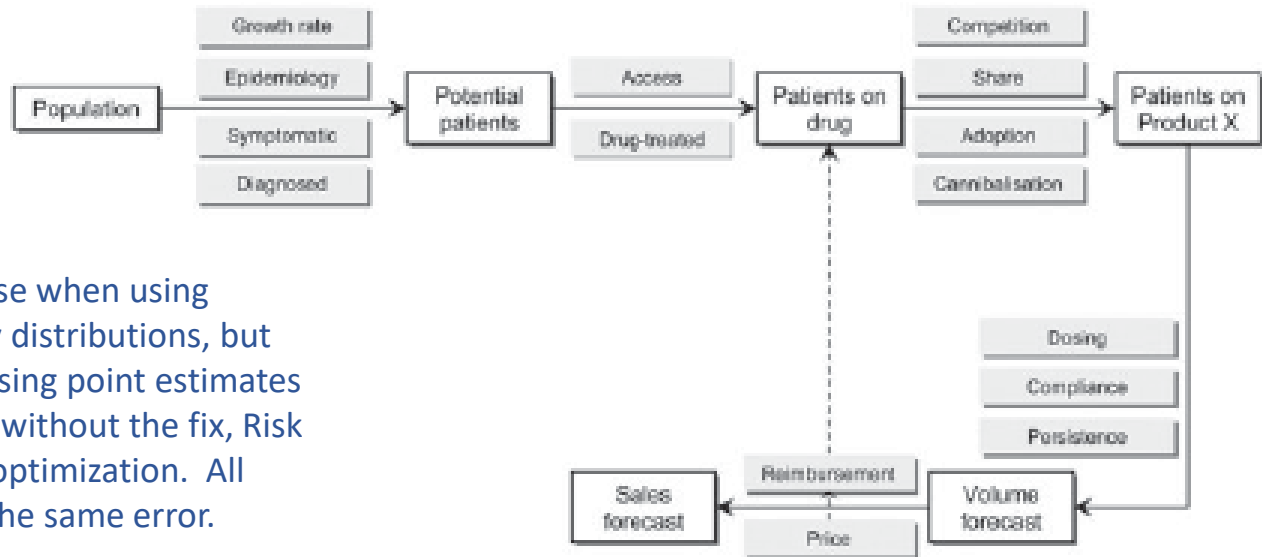 Growth rate
Epidemiology
Symptomatic
Diagnosed
Population
Potential
patients
Access
Drug-treated
Patients on
drug
Competition
Share
Adoption
Cannibalisation
Patients on
Product X
se when using
distributions, but
sing point estimates
without the fix, Risk
optimization. All
he same error.
Dosing
Compliance
Persistence
Reimbursement
Price
Sales
forecast
Volume
forecast